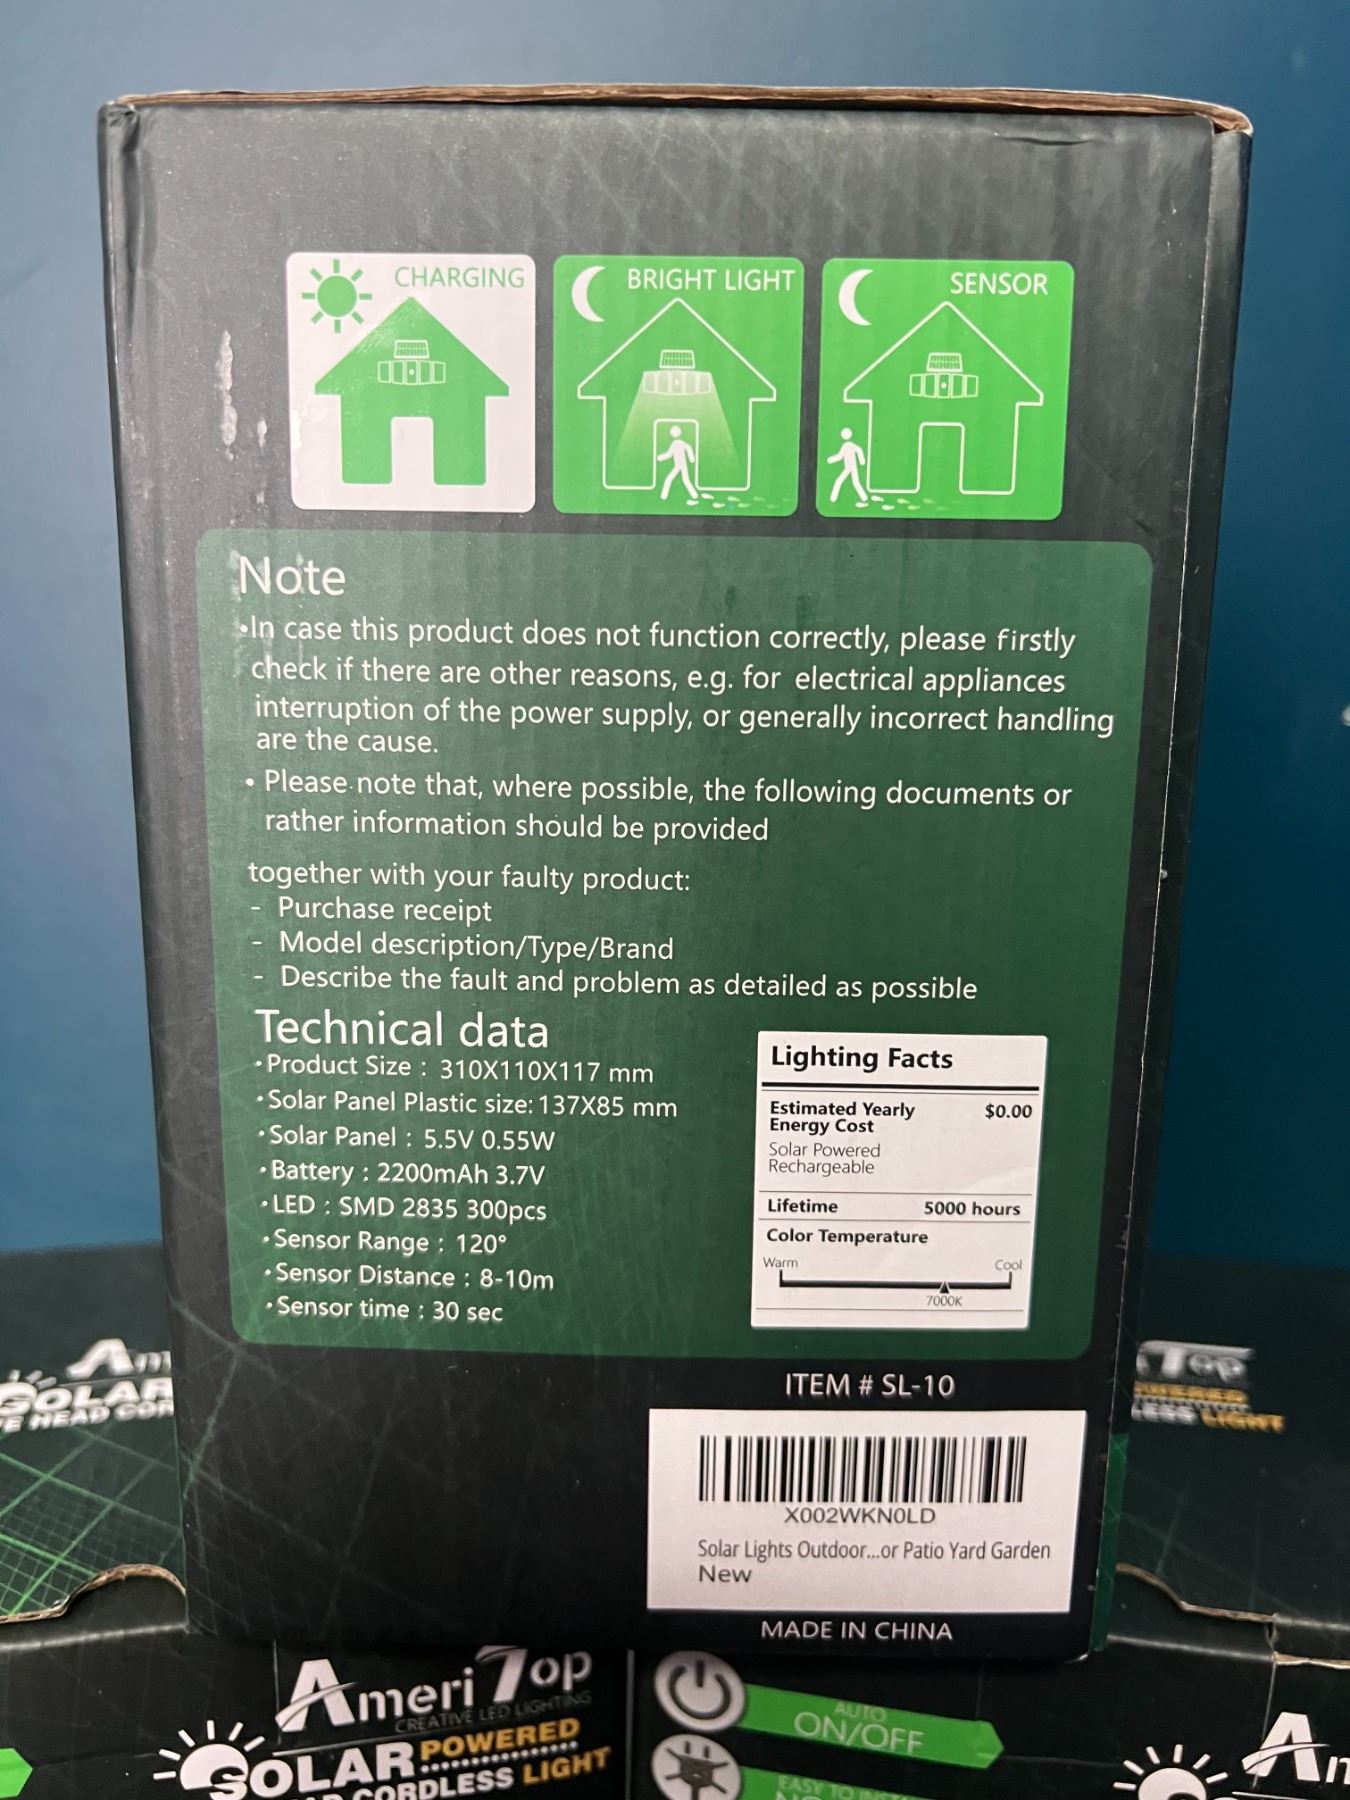 CHARGING
BRIGHT LIGHT
SENSOR
Note
•In case this product does not function correctly, please firstly
check if there are other reasons, e.g. for electrical appliances
interruption of the power supply, or generally incorrect handling
are the cause.
• Please note that, where possible, the following documents or
rather information should be provided
together with your faulty product:
- Purchase receipt
- Model description/Type/Brand
- Describe the fault and problem as detailed as possible
Technical data
•Product Size : 310X110X117 mm
•Solar Panel Plastic size: 137X85 mm
•Solar Panel : 5.5V 0.55W
•Battery : 2200mAh 3.7V
•LED : SMD 2835 300pcs
•Sensor Range : 120°
•Sensor Distance : 8-10m
•Sensor time : 30 sec
Lighting Facts
Estimated Yearly $0.00
Energy Cost
Solar Powered
Rechargeable
Lifetime 5000 hours
Color Temperature
Warm Cool
7000K
ITEM # SL-10
X002WKN0LD
Solar Lights Outdoor...or Patio Yard Garden
New
MADE IN CHINA
SOLAR
HEAD
Top
LIGHT
AmeriTop
CREATIVE LED LIGHTING
SOLAR POWERED
CORDLESS LIGHT
AUTO
ON/OFF
EASY TO